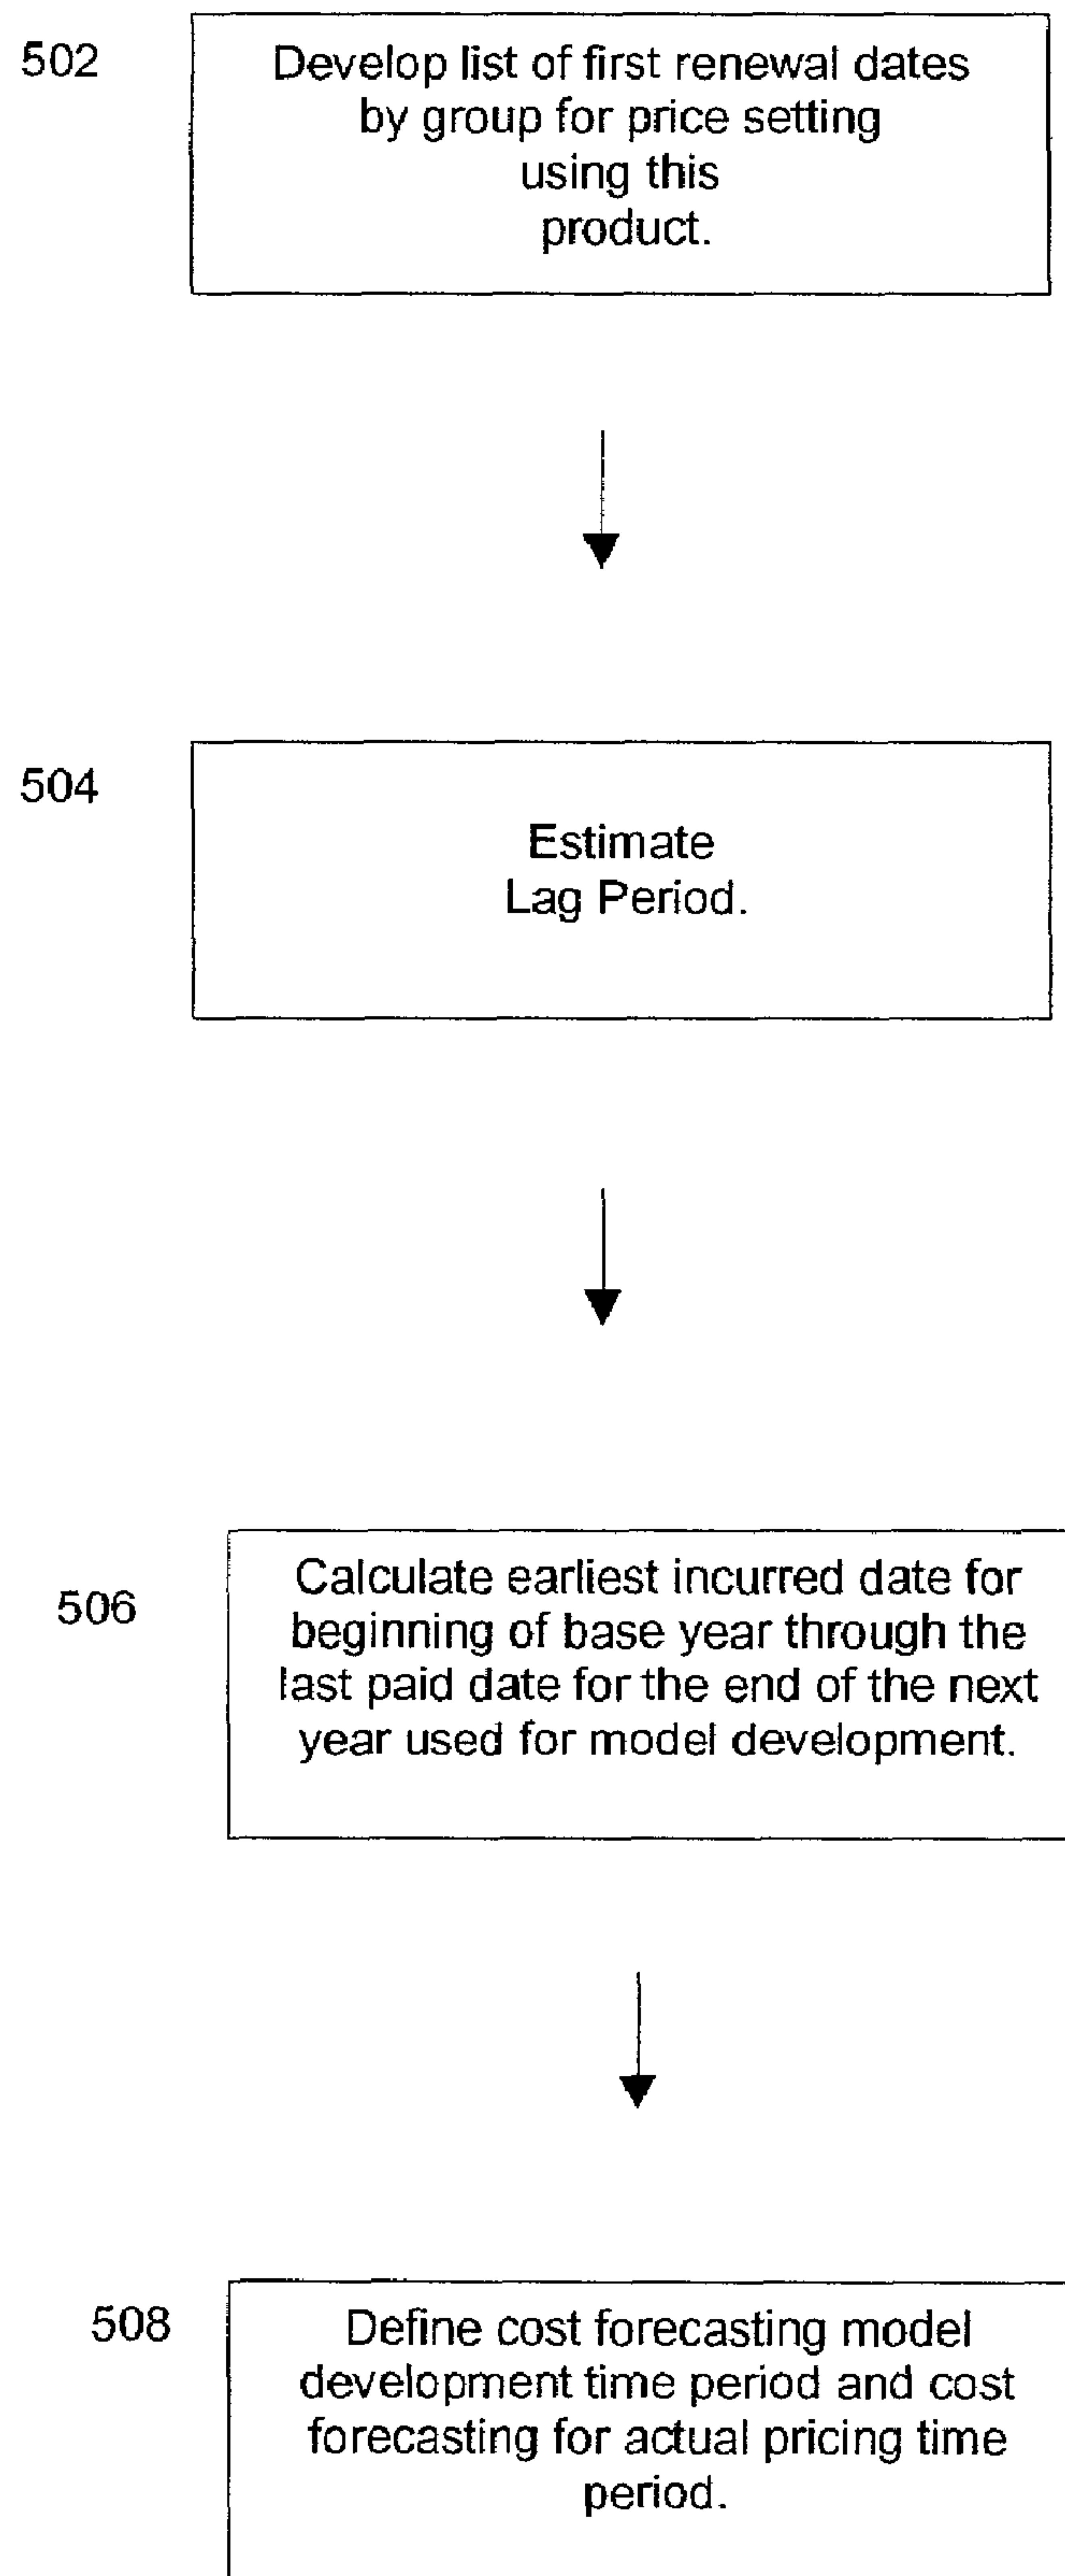 502
Develop list of first renewal dates
by group for price setting
using this
product.
504
Estimate
Lag Period.
506
Calculate earliest incurred date for
beginning of base year through the
last paid date for the end of the next
year used for model development.
508
Define cost forecasting model
development time period and cost
forecasting for actual pricing time
period.